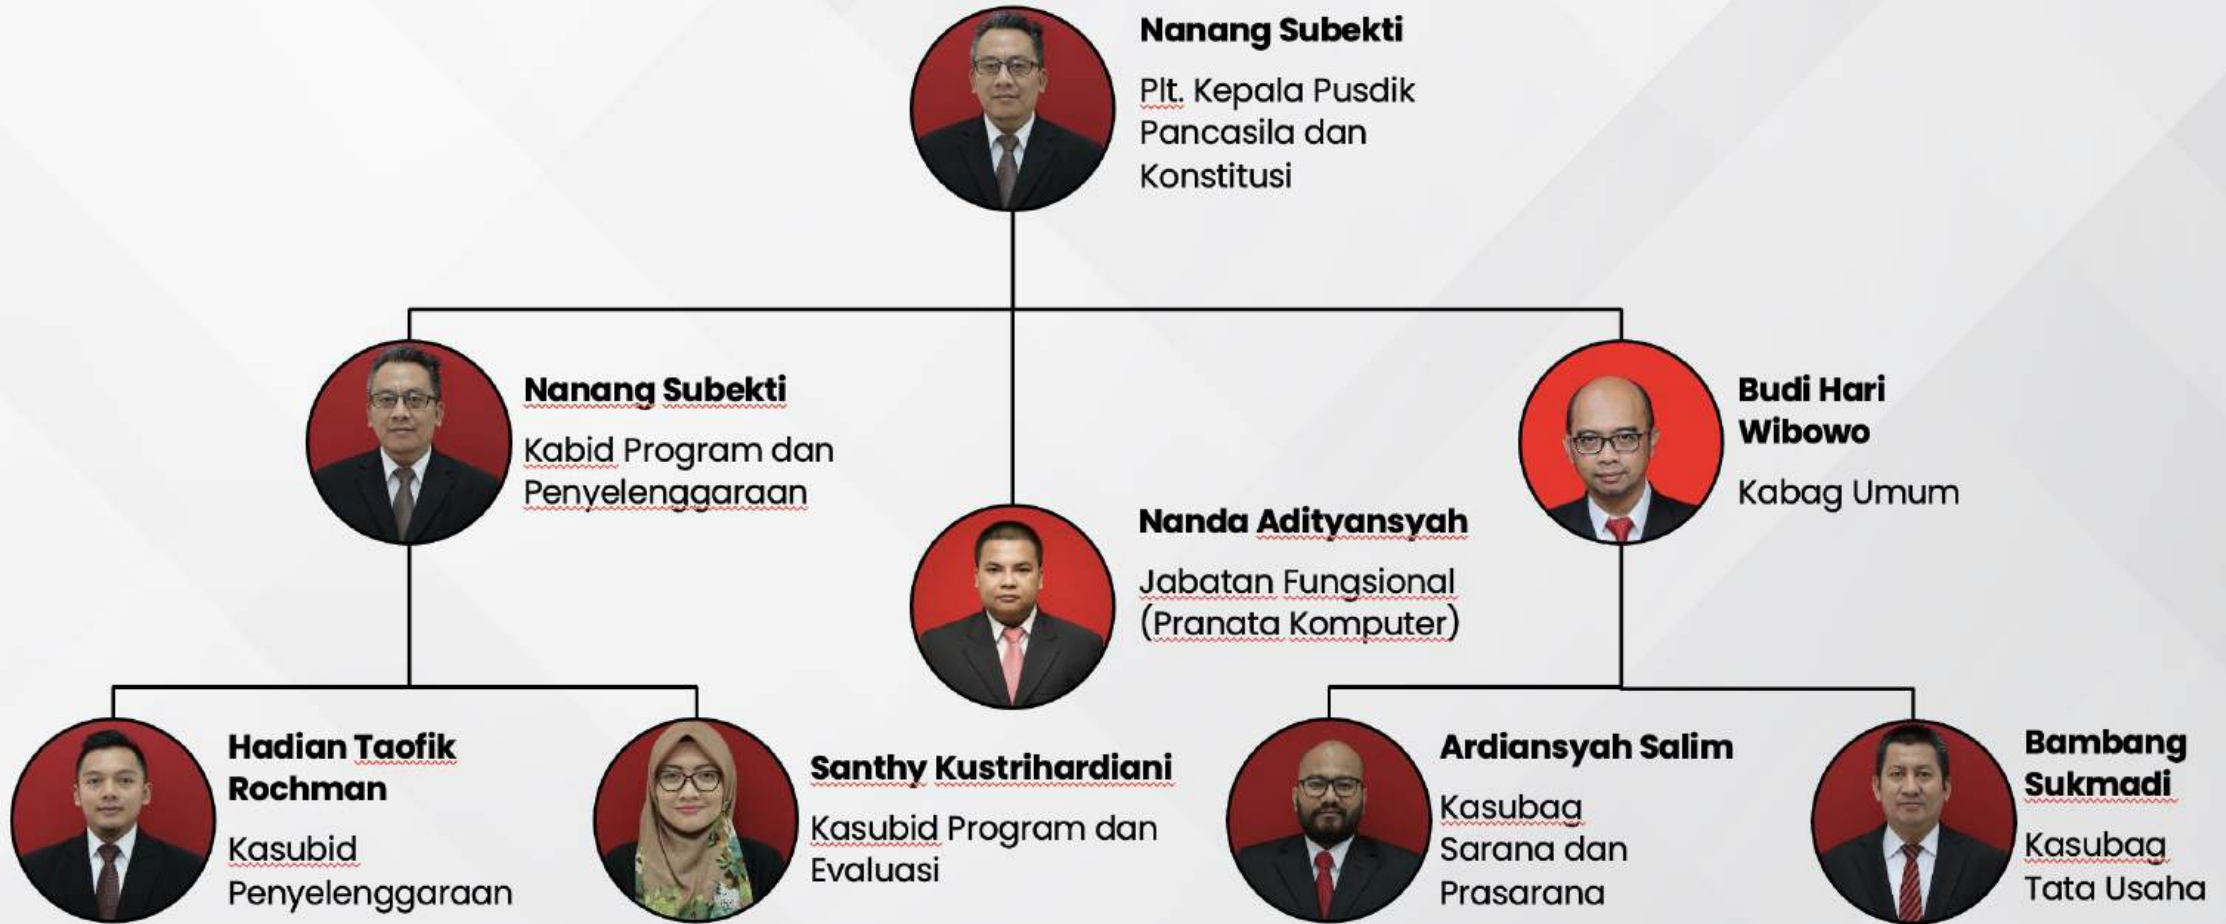 Nanang Subekti
Plt. Kepala Pusdik
Pancasila dan
Konstitusi
Nanang Subekti
Kabid Program dan
Penyelenggaraan
Nanda Adityansyah
Jabatan Fungsional
(Pranata Komputer)
Budi Hari
Wibowo
Kabag Umum
Hadian Taofik
Rochman
Kasubid
Penyelenggaraan
Santhy Kustrihardiani
Kasubid Program dan
Evaluasi
Ardiansyah Salim
Kasubag
Sarana dan
Prasarana
Bambang
Sukmadi
Kasubag
Tata Usaha